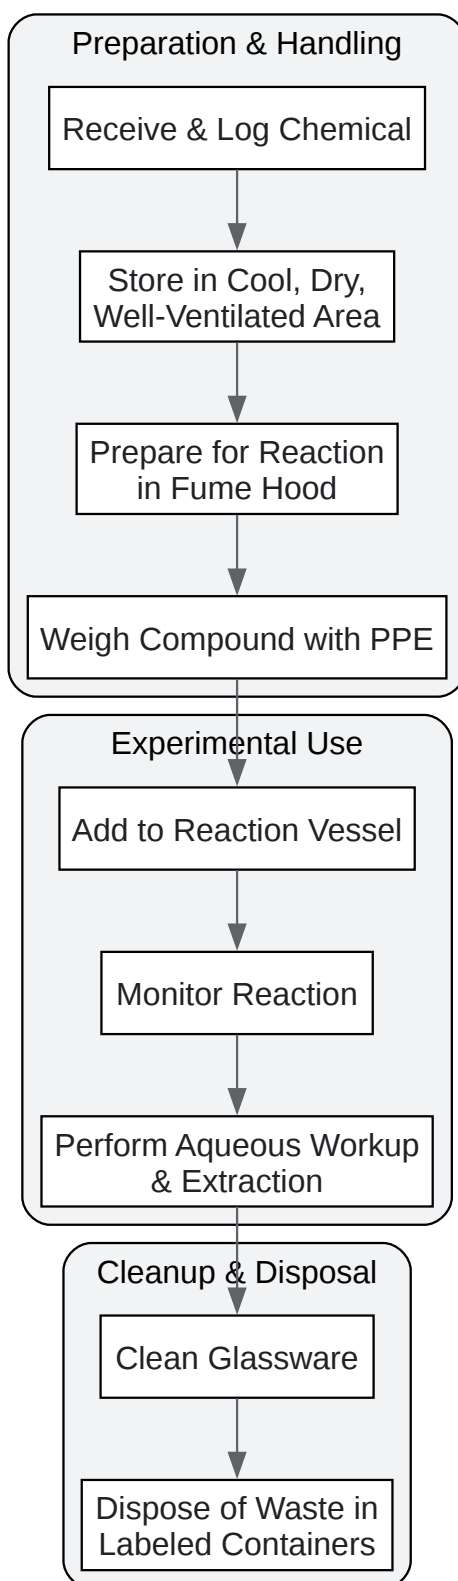 Preparation & Handling
Receive & Log Chemical
Store in Cool, Dry,
Well-Ventilated Area
Prepare for Reaction
in Fume Hood
Weigh Compound with PPE
Experimental Use
Add to Reaction Vessel
Monitor Reaction
Perform Aqueous Workup
& Extraction
Cleanup & Disposal
Clean Glassware
Dispose of Waste in
Labeled Containers